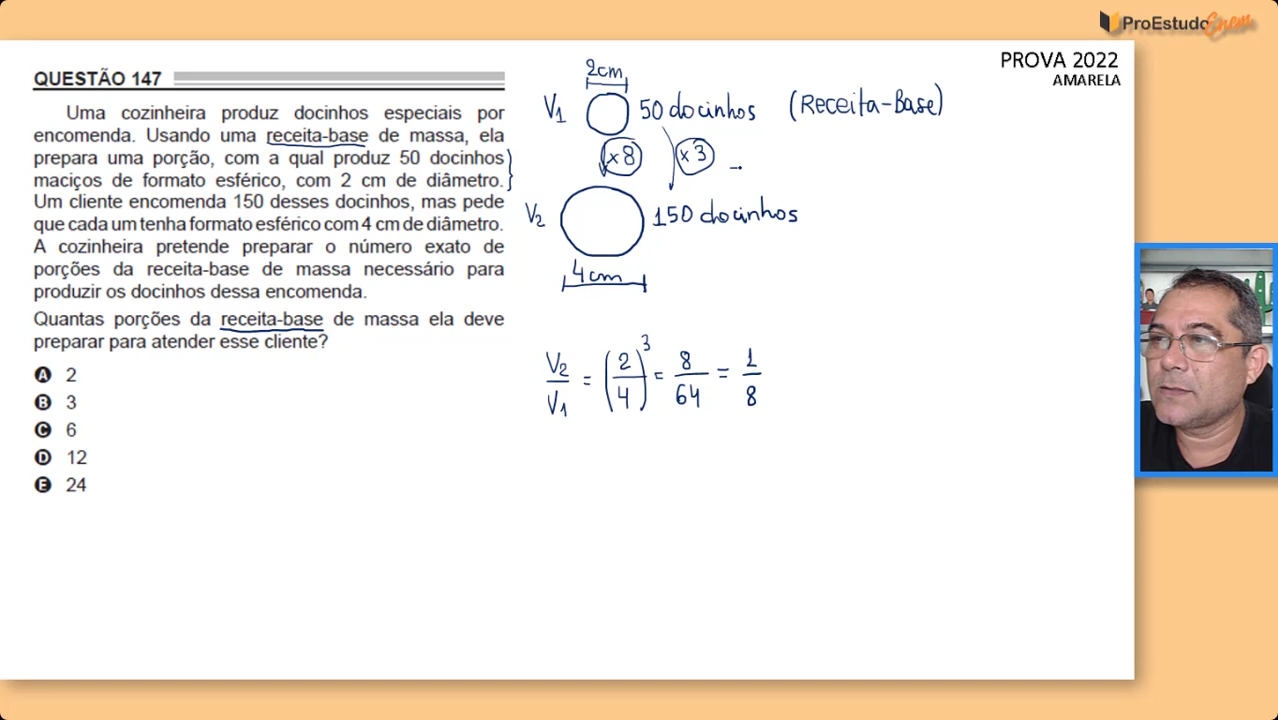 ProEstudoEnem
PROVA 2022
AMARELA
QUESTÃO 147
Uma cozinheira produz docinhos especiais por
encomenda. Usando uma receita-base de massa, ela
prepara uma porção, com a qual produz 50 docinhos
maciços de formato esférico, com 2 cm de diâmetro.
Um cliente encomenda 150 desses docinhos, mas pede
que cada um tenha formato esférico com 4 cm de diâmetro.
A cozinheira pretende preparar o número exato de
porções da receita-base de massa necessário para
produzir os docinhos dessa encomenda.
Quantas porções da receita-base de massa ela deve
preparar para atender esse cliente?
A 2
B 3
C 6
D 12
E 24
2cm
V1 50 docinhos (Receita-Base)
x8 x3
V2 150 docinhos
4cm
V2/V1 = (2/4)³ = 8/64 = 1/8